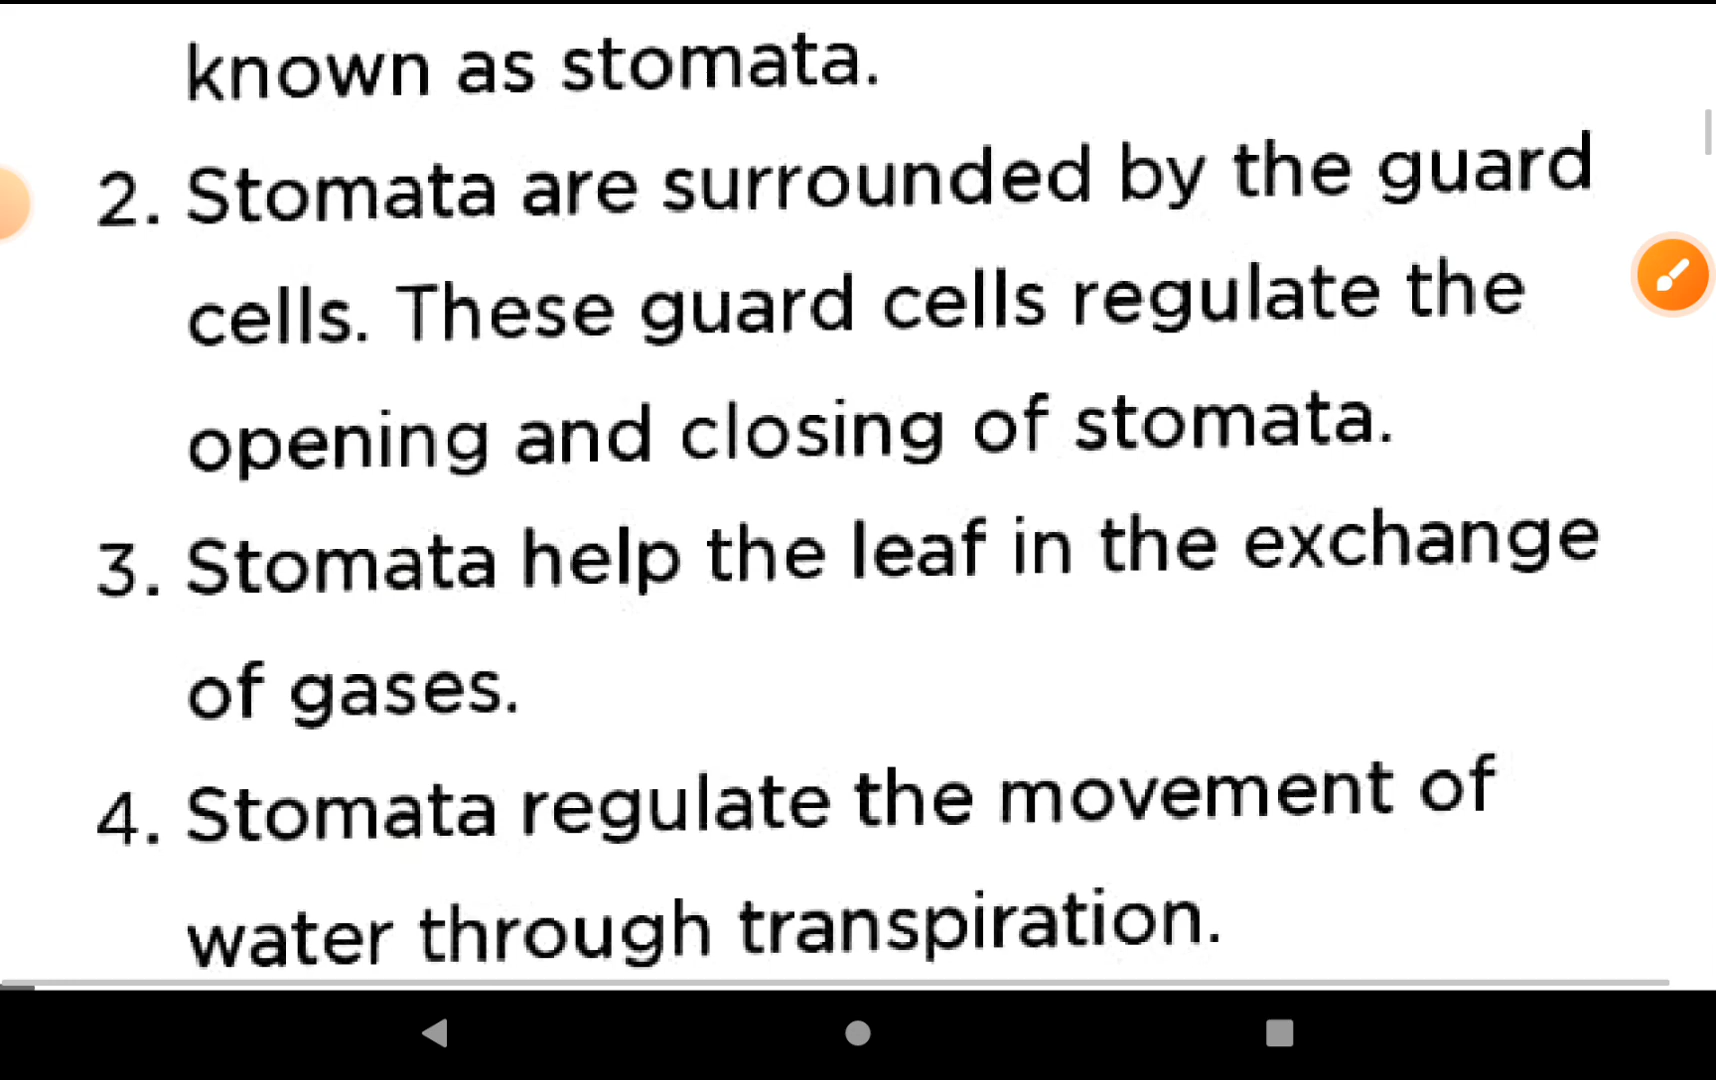 known as stomata.
2. Stomata are surrounded by the guard
cells. These guard cells regulate the
opening and closing of stomata.
3. Stomata help the leaf in the exchange
of gases.
4. Stomata regulate the movement of
water through transpiration.